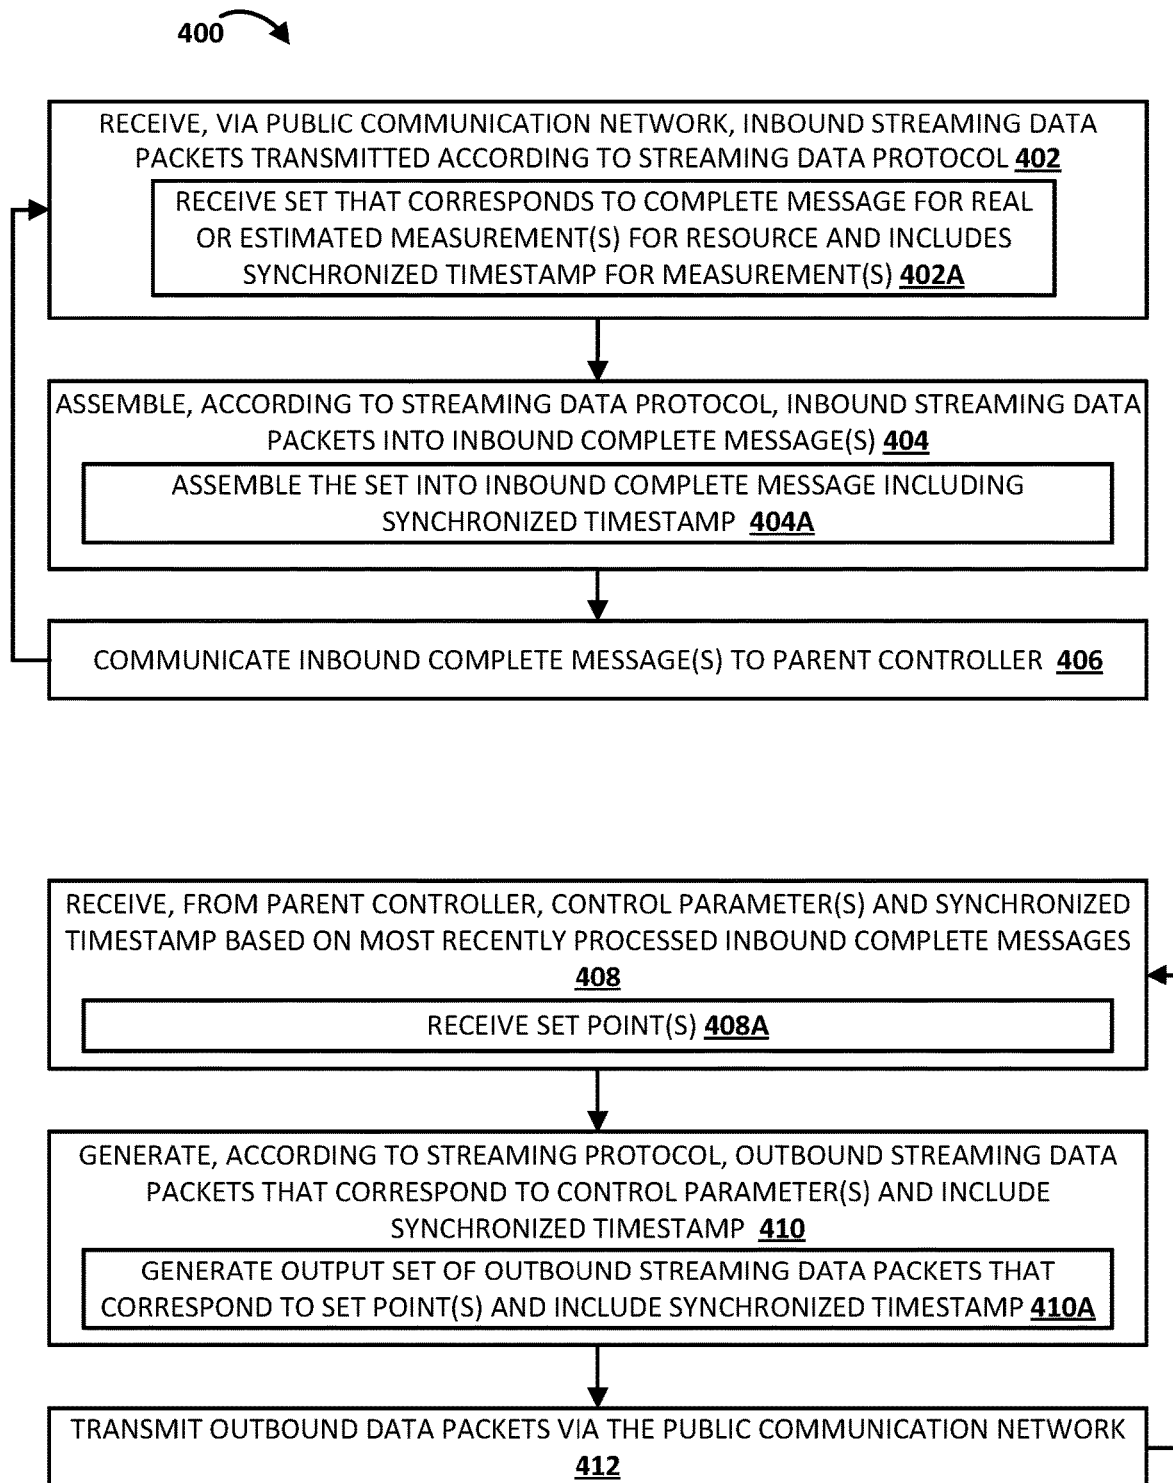 400
RECEIVE, VIA PUBLIC COMMUNICATION NETWORK, INBOUND STREAMING DATA
PACKETS TRANSMITTED ACCORDING TO STREAMING DATA PROTOCOL 402
RECEIVE SET THAT CORRESPONDS TO COMPLETE MESSAGE FOR REAL
OR ESTIMATED MEASUREMENT(S) FOR RESOURCE AND INCLUDES
SYNCHRONIZED TIMESTAMP FOR MEASUREMENT(S) 402A
ASSEMBLE, ACCORDING TO STREAMING DATA PROTOCOL, INBOUND STREAMING DATA
PACKETS INTO INBOUND COMPLETE MESSAGE(S) 404
ASSEMBLE THE SET INTO INBOUND COMPLETE MESSAGE INCLUDING
SYNCHRONIZED TIMESTAMP 404A
COMMUNICATE INBOUND COMPLETE MESSAGE(S) TO PARENT CONTROLLER 406
RECEIVE, FROM PARENT CONTROLLER, CONTROL PARAMETER(S) AND SYNCHRONIZED
TIMESTAMP BASED ON MOST RECENTLY PROCESSED INBOUND COMPLETE MESSAGES
408
RECEIVE SET POINT(S) 408A
GENERATE, ACCORDING TO STREAMING PROTOCOL, OUTBOUND STREAMING DATA
PACKETS THAT CORRESPOND TO CONTROL PARAMETER(S) AND INCLUDE
SYNCHRONIZED TIMESTAMP 410
GENERATE OUTPUT SET OF OUTBOUND STREAMING DATA PACKETS THAT
CORRESPOND TO SET POINT(S) AND INCLUDE SYNCHRONIZED TIMESTAMP 410A
TRANSMIT OUTBOUND DATA PACKETS VIA THE PUBLIC COMMUNICATION NETWORK
412